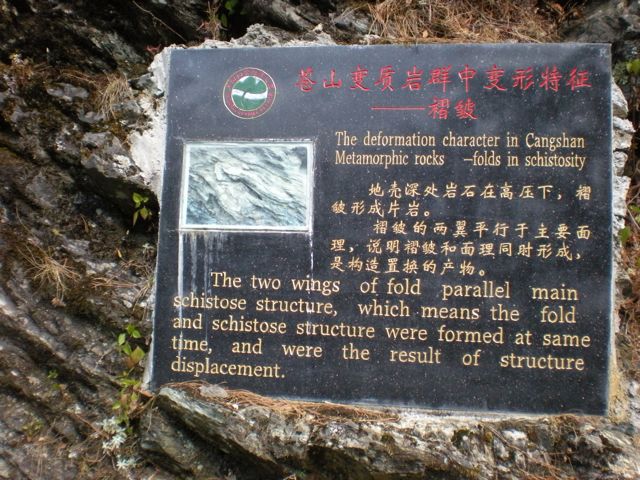 苍山变质岩群中变形特征
——褶皱
The deformation character in Cangshan
Metamorphic rocks —folds in schistosity
地壳深处岩石在高压下，褶
皱形成片岩。
褶皱的两翼平行于主要面
理，说明褶皱和面理同时形成，
是构造置换的产物。
The two wings of fold parallel main
schistose structure, which means the fold
and schistose structure were formed at same
time, and were the result of structure
displacement.